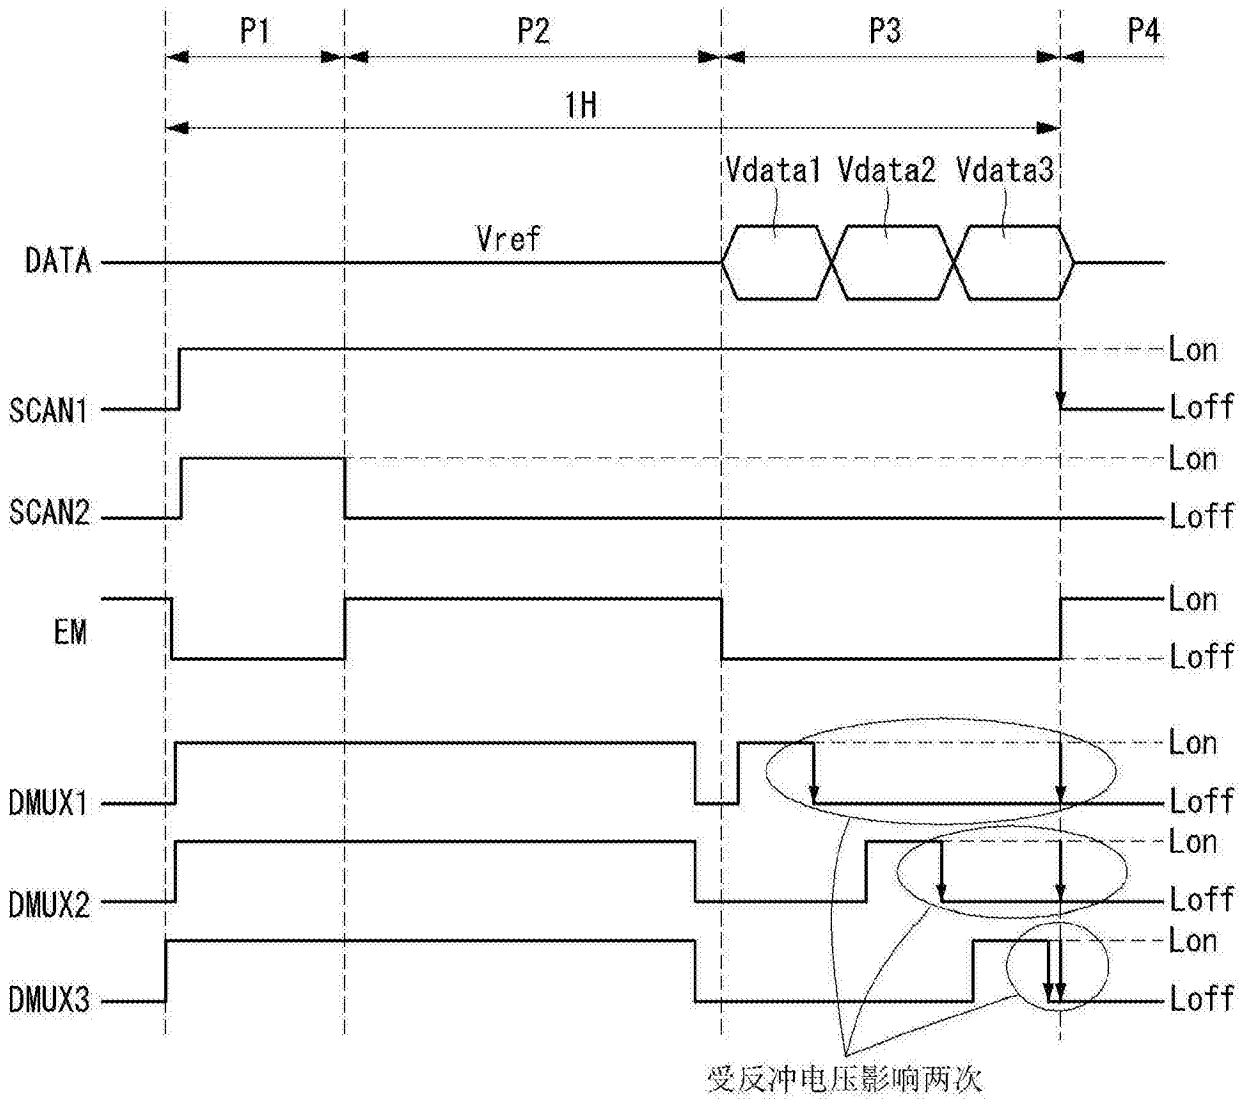 P1 P2 P3 P4
1H
Vdata1 Vdata2 Vdata3
Vref
DATA
Lon
SCAN1 Loff
Lon
SCAN2 Loff
Lon
EM
Loff
Lon
DMUX1 Loff
Lon
DMUX2 Loff
Lon
DMUX3 Loff
受反冲电压影响两次